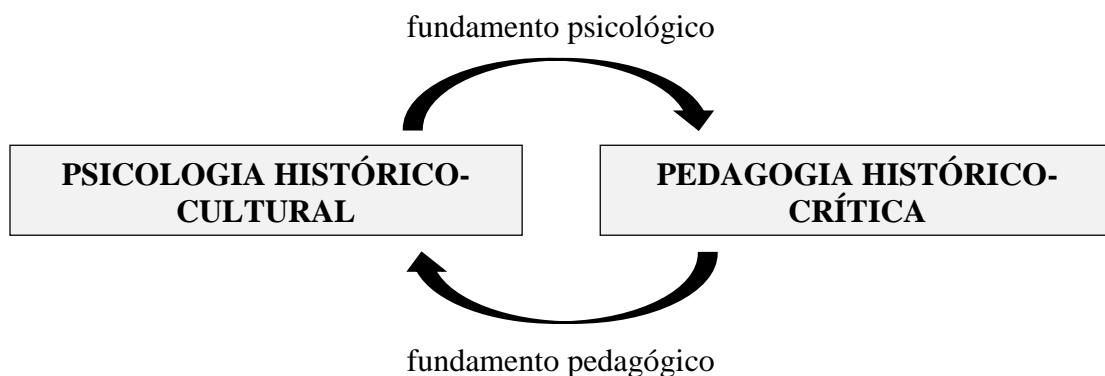 fundamento psicológico
PSICOLOGIA HISTÓRICO-
CULTURAL
PEDAGOGIA HISTÓRICO-
CRÍTICA
fundamento pedagógico